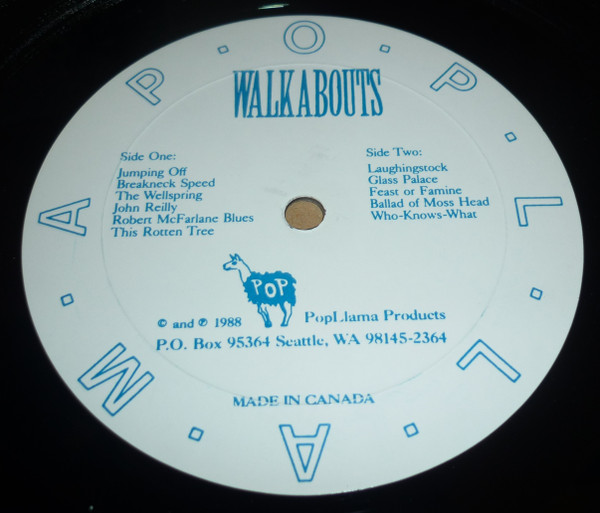 POP LLAMA
WALKABOUTS
Side One:
Jumping Off
Breakneck Speed
The Wellspring
John Reilly
Robert McFarlane Blues
This Rotten Tree
Side Two:
Laughingstock
Glass Palace
Feast or Famine
Ballad of Moss Head
Who-Knows-What
POP
© and ℗ 1988 PopLlama Products
P.O. Box 95364 Seattle, WA 98145-2364
MADE IN CANADA